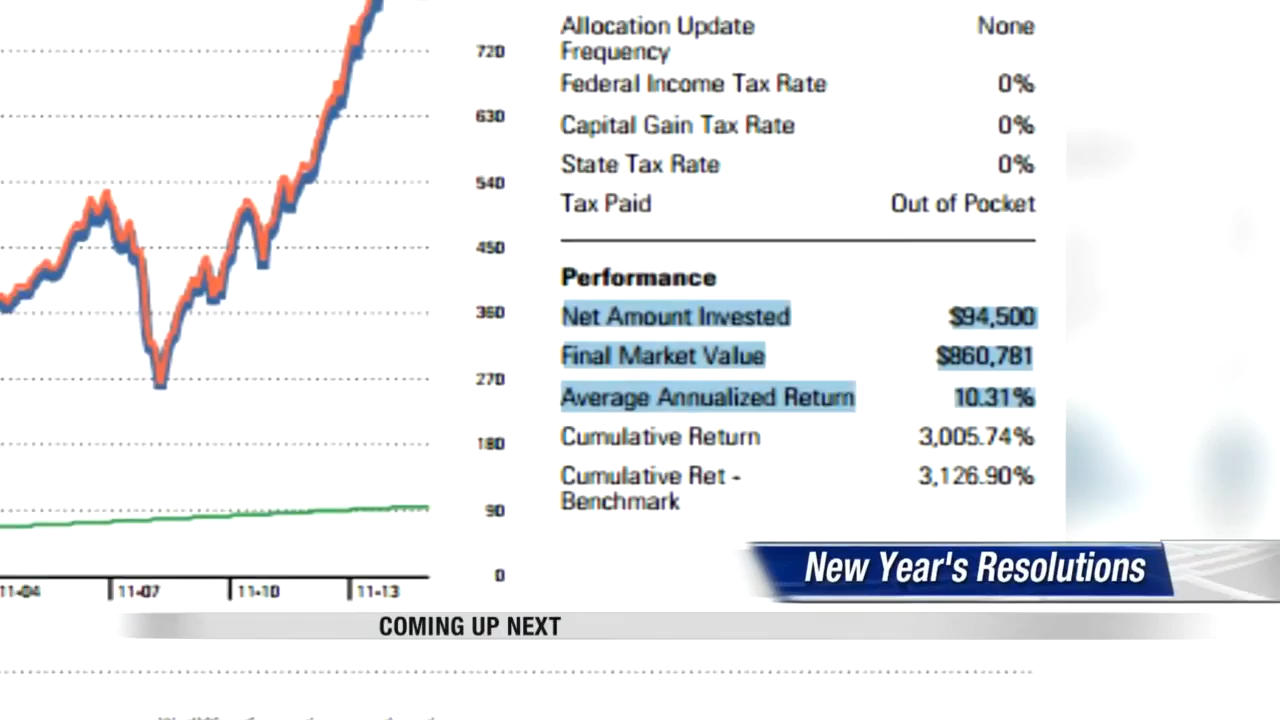 Allocation Update Frequency None
Federal Income Tax Rate 0%
Capital Gain Tax Rate 0%
State Tax Rate 0%
Tax Paid Out of Pocket
Performance
Net Amount Invested $94,500
Final Market Value $860,781
Average Annualized Return 10.31%
Cumulative Return 3,005.74%
Cumulative Ret - Benchmark 3,126.90%
720
630
540
450
360
270
180
90
0
11-04 11-07 11-10 11-13
New Year's Resolutions
COMING UP NEXT